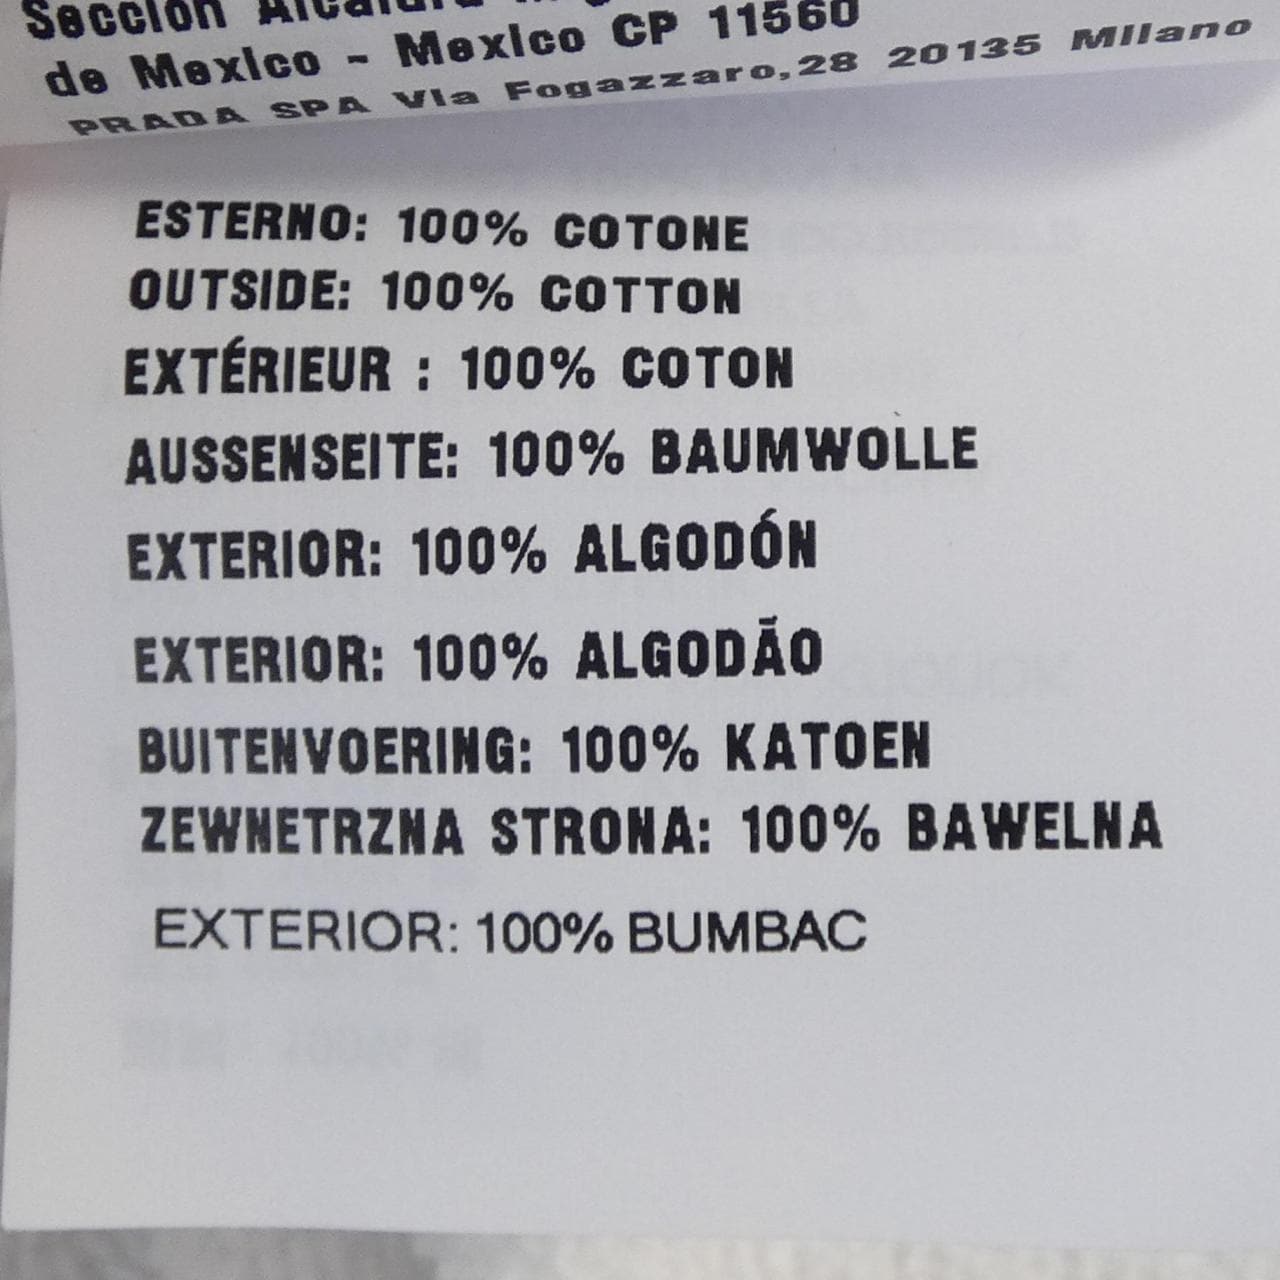 Sección Alcaldía
de Mexico - Mexico CP 11560
PRADA SPA Via Fogazzaro,28 20135 Milano
ESTERNO: 100% COTONE
OUTSIDE: 100% COTTON
EXTÉRIEUR : 100% COTON
AUSSENSEITE: 100% BAUMWOLLE
EXTERIOR: 100% ALGODÓN
EXTERIOR: 100% ALGODÃO
BUITENVOERING: 100% KATOEN
ZEWNETRZNA STRONA: 100% BAWELNA
EXTERIOR: 100% BUMBAC